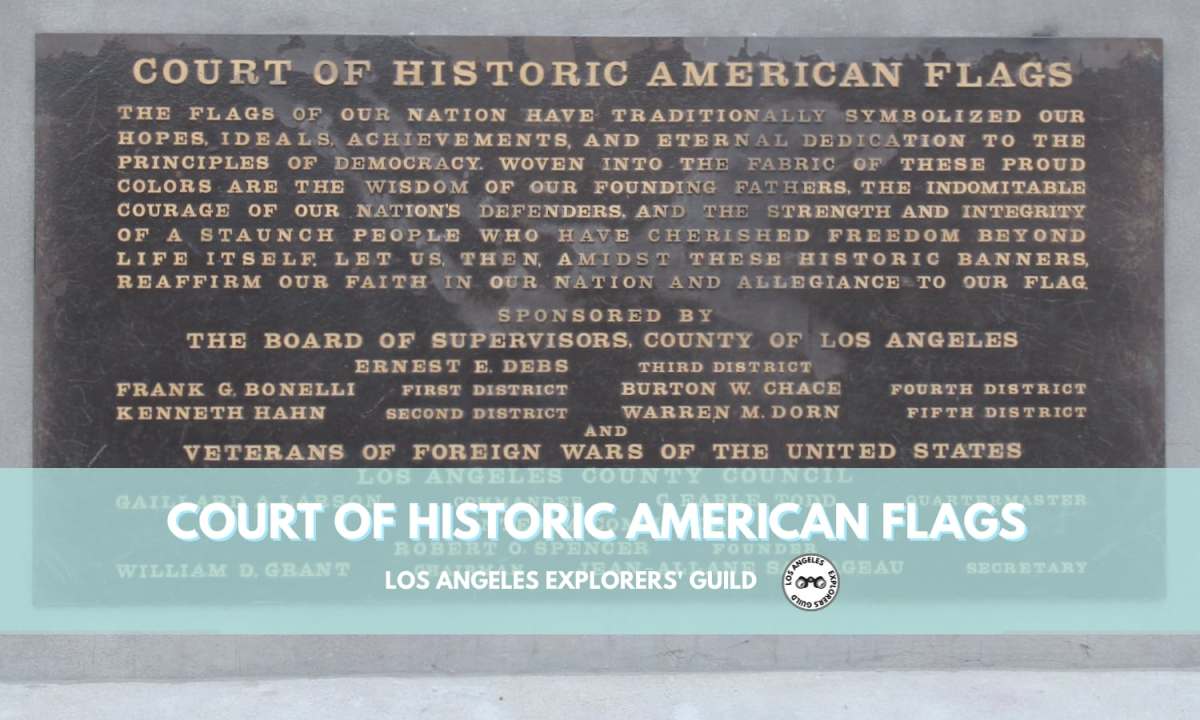 COURT OF HISTORIC AMERICAN FLAGS
THE FLAGS OF OUR NATION HAVE TRADITIONALLY SYMBOLIZED OUR
HOPES, IDEALS, ACHIEVEMENTS, AND ETERNAL DEDICATION TO THE
PRINCIPLES OF DEMOCRACY. WOVEN INTO THE FABRIC OF THESE PROUD
COLORS ARE THE WISDOM OF OUR FOUNDING FATHERS, THE INDOMITABLE
COURAGE OF OUR NATION'S DEFENDERS, AND THE STRENGTH AND INTEGRITY
OF A STAUNCH PEOPLE WHO HAVE CHERISHED FREEDOM BEYOND
LIFE ITSELF. LET US, THEN, AMIDST THESE HISTORIC BANNERS,
REAFFIRM OUR FAITH IN OUR NATION AND ALLEGIANCE TO OUR FLAG.
SPONSORED BY
THE BOARD OF SUPERVISORS, COUNTY OF LOS ANGELES
ERNEST E. DEBS THIRD DISTRICT
FRANK G. BONELLI FIRST DISTRICT BURTON W. CHACE FOURTH DISTRICT
KENNETH HAHN SECOND DISTRICT WARREN M. DORN FIFTH DISTRICT
AND
VETERANS OF FOREIGN WARS OF THE UNITED STATES
LOS ANGELES COUNTY COUNCIL
GAILLARD A. LARSON COMMANDER C. EARLE TODD QUARTERMASTER
COURT OF HISTORIC AMERICAN FLAGS
ROBERT O. SPENCER FOUNDER
WILLIAM D. GRANT CHAIRMAN SECRETARY
LOS ANGELES EXPLORERS' GUILD
LOS ANGELES EXPLORERS GUILD